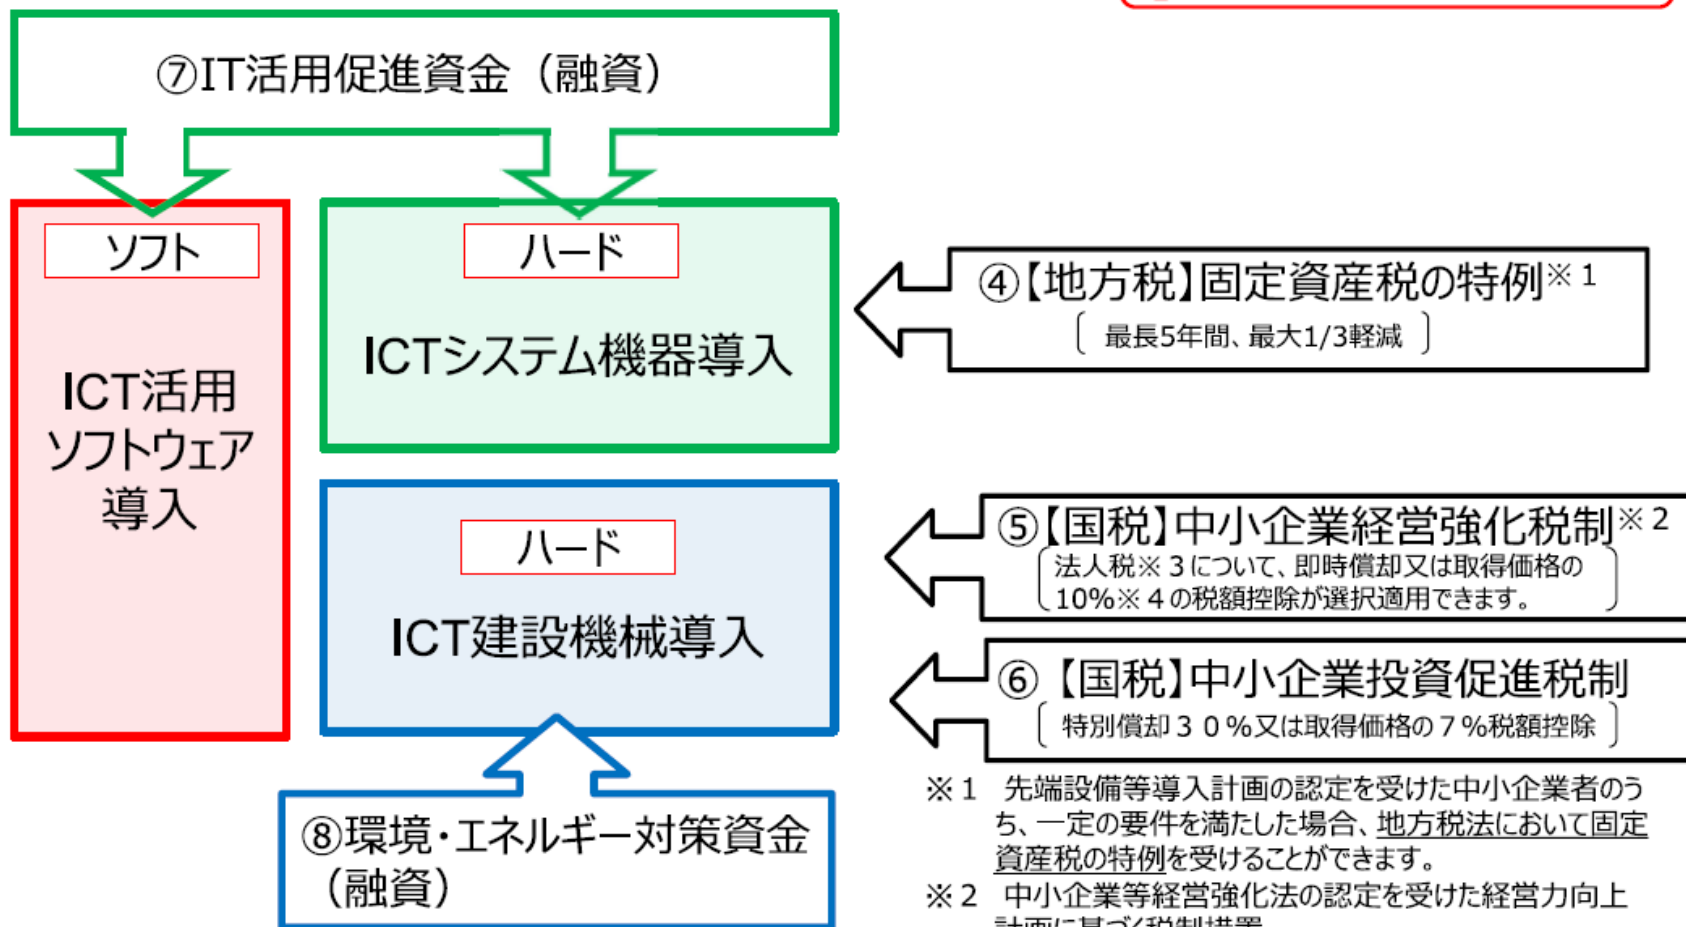 ⑦IT活用促進資金（融資）
ソフト
ICT活用
ソフトウェア
導入
ハード
ICTシステム機器導入
ハード
ICT建設機械導入
⑧環境・エネルギー対策資金
（融資）
④【地方税】固定資産税の特例※１
最長5年間、最大1/3軽減
⑤【国税】中小企業経営強化税制※２
法人税※３について、即時償却又は取得価格の
10%※４の税額控除が選択適用できます。
⑥【国税】中小企業投資促進税制
特別償却３０%又は取得価格の７%税額控除
※１　先端設備等導入計画の認定を受けた中小企業者のう
ち、一定の要件を満たした場合、地方税法において固定
資産税の特例を受けることができます。
※２　中小企業等経営強化法の認定を受けた経営力向上
計画に基づく税制措置